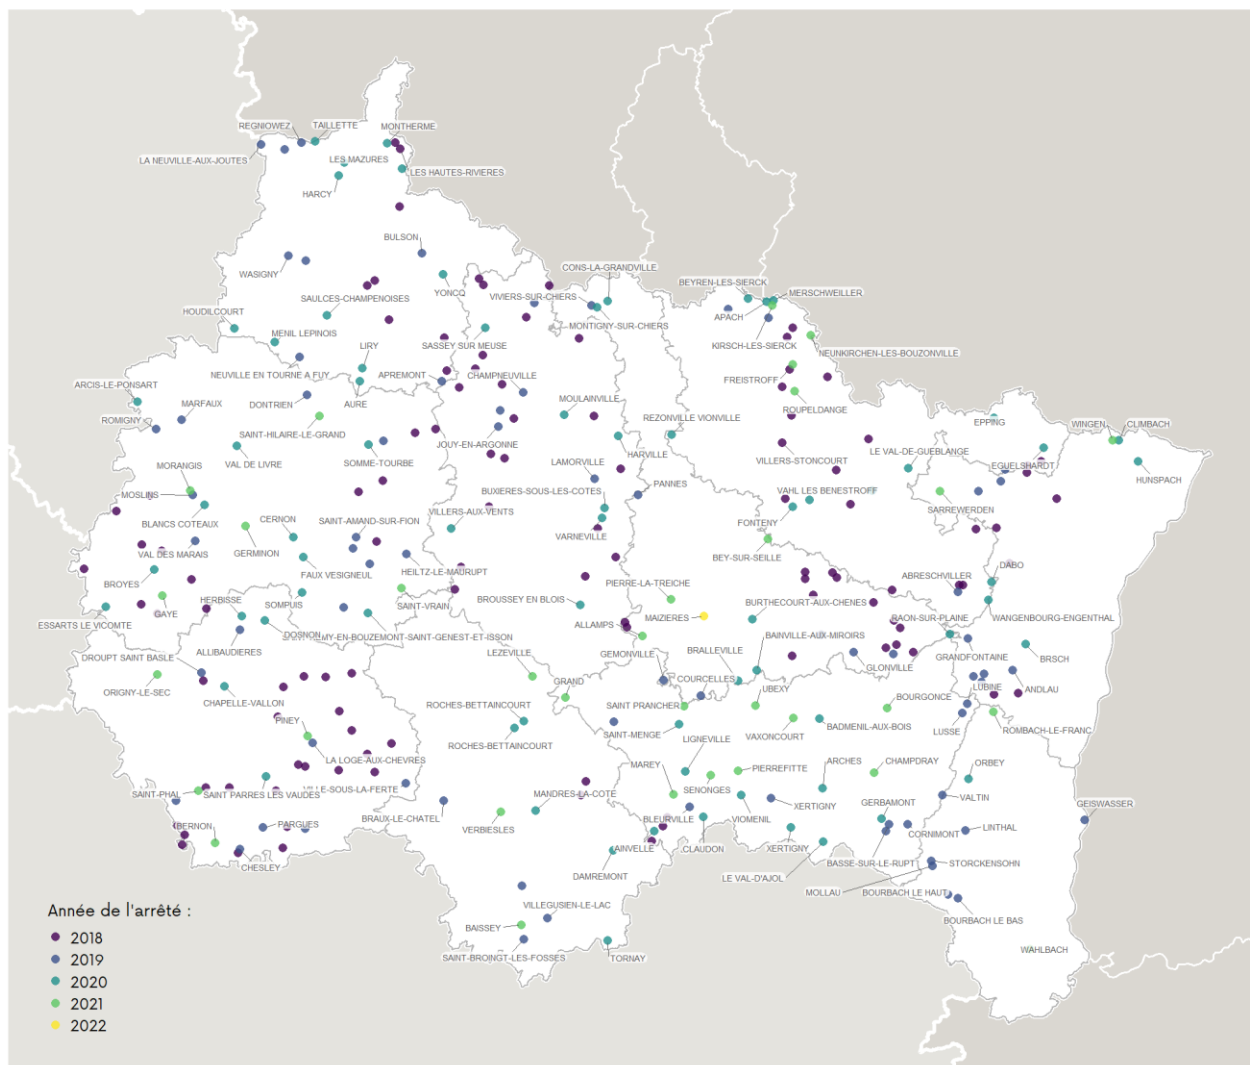 REGNIOWEZ
TAILLETTE
MONTHERME
LA NEUVILLE-AUX-JOUTES
LES MAZURES
LES HAUTES-RIVIERES
HARCY
BULSON
WASIGNY
CONS-LA-GRANDVILLE
BEYREN-LES-SIERCK
YONCQ
VIVIERS-SUR-CHIERS
MERSCHWEILLER
SAULCES-CHAMPENOISES
HOUDILCOURT
APACH
MONTIGNY-SUR-CHIERS
MENIL LEPINOIS
LIRY
SASSEY SUR MEUSE
KIRSCH-LES-SIERCK
NEUNKIRCHEN-LES-BOUZONVILLE
NEUVILLE EN TOURNE A FUY
APREMONT
CHAMPNEUVILLE
FREISTROFF
ARCIS-LE-PONSART
MARFAUX
DONTRIEN
AURE
MOULAINVILLE
ROUPELDANGE
ROMIGNY
REZONVILLE VIONVILLE
EPPING
WINGEN
CLIMBACH
SAINT-HILAIRE-LE-GRAND
JOUY-EN-ARGONNE
HARVILLE
LE VAL-DE-GUEBLANGE
VAL DE LIVRE
SOMME-TOURBE
LAMORVILLE
VILLERS-STONCOURT
EGUELSHARDT
MORANGIS
HUNSPACH
PANNES
BUXIERES-SOUS-LES-COTES
VAHL LES BENESTROFF
MOSLINS
VILLERS-AUX-VENTS
SARREWERDEN
BLANCS COTEAUX
CERNON
SAINT-AMAND-SUR-FION
FONTENY
VARNEVILLE
VAL DES MARAIS
GERMINON
BEY-SUR-SEILLE
DABO
BROYES
FAUX VESIGNEUL
HEILTZ-LE-MAURUPT
PIERRE-LA-TREICHE
ABRESCHVILLER
HERBISSE
SOMPUIS
SAINT-VRAIN
BROUSSEY EN BLOIS
BURTHECOURT-AUX-CHENES
GAYE
MAIZIERES
RAON-SUR-PLAINE
WANGENBOURG-ENGENTHAL
ESSARTS LE VICOMTE
ALLAMPS
DOSNON
MY-EN-BOUZEMONT-SAINT-GENEST-ET-ISSON
BAINVILLE-AUX-MIROIRS
ALLIBAUDIERES
LEZEVILLE
GEMONVILLE
BRALLEVILLE
GRANDFONTAINE
BRSCH
DROUPT SAINT BASLE
GLONVILLE
GRAND
COURCELLES
LUBINE
ANDLAU
ORIGNY-LE-SEC
UBEXY
BOURGONCE
CHAPELLE-VALLON
ROCHES-BETTAINCOURT
SAINT PRANCHER
PINEY
BADMENIL-AUX-BOIS
LUSSE
ROMBACH-LE-FRANC
SAINT-MENGE
VAXONCOURT
ROCHES-BETTAINCOURT
LIGNEVILLE
LA LOGE-AUX-CHEVRES
MAREY
PIERREFITTE
ARCHES
CHAMPDRAY
ORBEY
SAINT-PHAL
SAINT PARRES LES VAUDES
VILLE-SOUS-LA-FERTE
SENONGES
MANDRES-LA-COTE
VALTIN
XERTIGNY
GEISWASSER
BRAUX-LE-CHATEL
VERBIESLES
BLEURVILLE
VIOMENIL
GERBAMONT
BERNON
PARGUES
CORNIMONT
LINTHAL
AINVELLE
CLAUDON
XERTIGNY
CHESLEY
BASSE-SUR-LE-RUPT
STORCKENSOHN
DAMREMONT
LE VAL-D'AJOL
MOLLAU
BOURBACH LE HAUT
VILLEGUSIEN-LE-LAC
BOURBACH LE BAS
BAISSEY
WAHLBACH
SAINT-BROINGT-LES-FOSSES
TORNAY
Année de l'arrêté :
2018
2019
2020
2021
2022